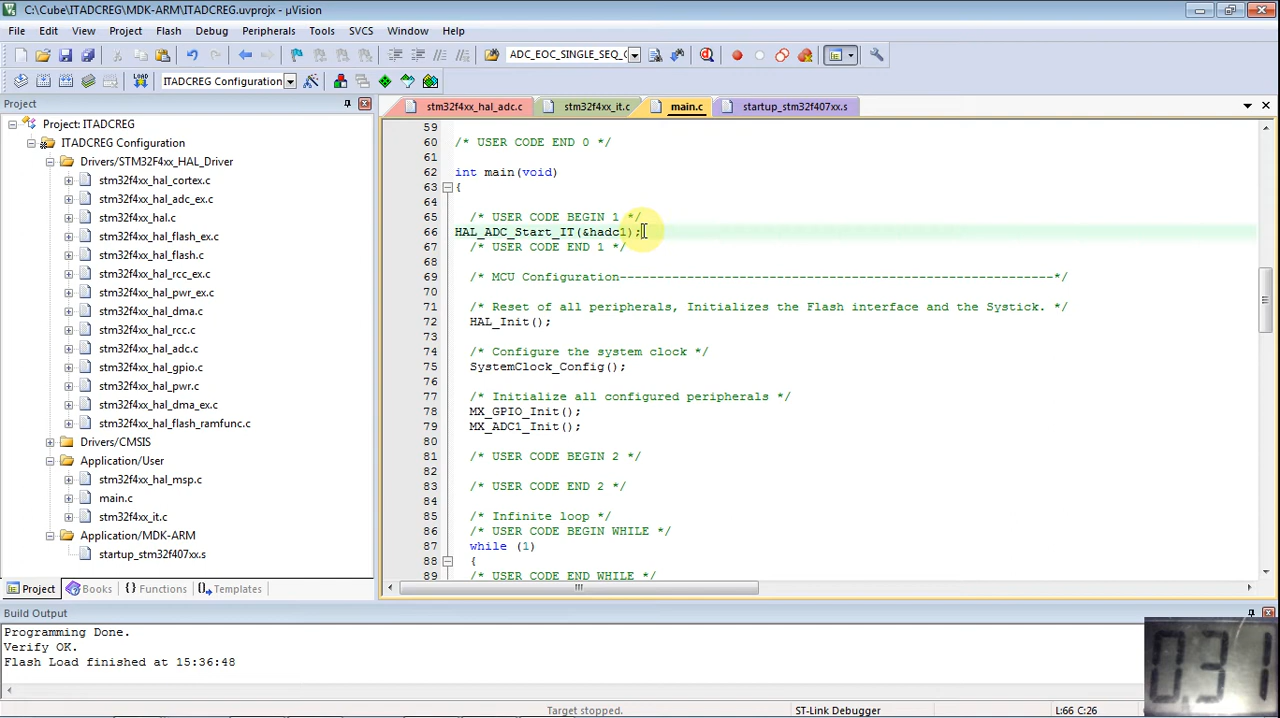 C:\Cube\ITADCREG\MDK-ARM\ITADCREG.uvprojx - µVision
File Edit View Project Flash Debug Peripherals Tools SVCS Window Help
ADC_EOC_SINGLE_SEQ_C
LOAD ITADCREG Configuration
Project
stm32f4xx_hal_adc.c stm32f4xx_it.c main.c startup_stm32f407xx.s
Project: ITADCREG
ITADCREG Configuration
Drivers/STM32F4xx_HAL_Driver
stm32f4xx_hal_cortex.c
stm32f4xx_hal_adc_ex.c
stm32f4xx_hal.c
stm32f4xx_hal_flash_ex.c
stm32f4xx_hal_flash.c
stm32f4xx_hal_rcc_ex.c
stm32f4xx_hal_pwr_ex.c
stm32f4xx_hal_dma.c
stm32f4xx_hal_rcc.c
stm32f4xx_hal_adc.c
stm32f4xx_hal_gpio.c
stm32f4xx_hal_pwr.c
stm32f4xx_hal_dma_ex.c
stm32f4xx_hal_flash_ramfunc.c
Drivers/CMSIS
Application/User
stm32f4xx_hal_msp.c
main.c
stm32f4xx_it.c
Application/MDK-ARM
startup_stm32f407xx.s
Project Books {} Functions Templates
59
60 /* USER CODE END 0 */
61
62 int main(void)
63 {
64
65 /* USER CODE BEGIN 1 */
66 HAL_ADC_Start_IT(&hadc1);
67 /* USER CODE END 1 */
68
69 /* MCU Configuration----------------------------------------------------------*/
70
71 /* Reset of all peripherals, Initializes the Flash interface and the Systick. */
72 HAL_Init();
73
74 /* Configure the system clock */
75 SystemClock_Config();
76
77 /* Initialize all configured peripherals */
78 MX_GPIO_Init();
79 MX_ADC1_Init();
80
81 /* USER CODE BEGIN 2 */
82
83 /* USER CODE END 2 */
84
85 /* Infinite loop */
86 /* USER CODE BEGIN WHILE */
87 while (1)
88 {
89 /* USER CODE END WHILE */
Build Output
Programming Done.
Verify OK.
Flash Load finished at 15:36:48
0.31
Target stopped. ST-Link Debugger L:66 C:26